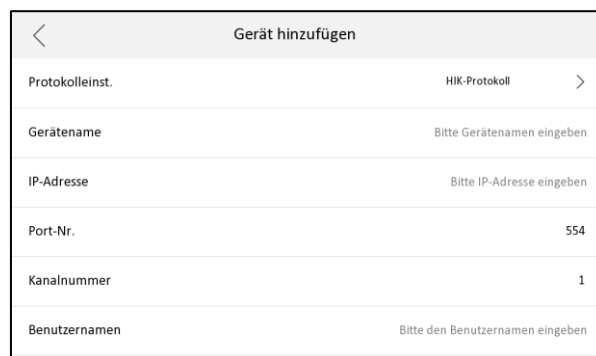 Gerät hinzufügen
Protokolleinst. HIK-Protokoll
Gerätename Bitte Gerätenamen eingeben
IP-Adresse Bitte IP-Adresse eingeben
Port-Nr. 554
Kanalnummer 1
Benutzernamen Bitte den Benutzernamen eingeben